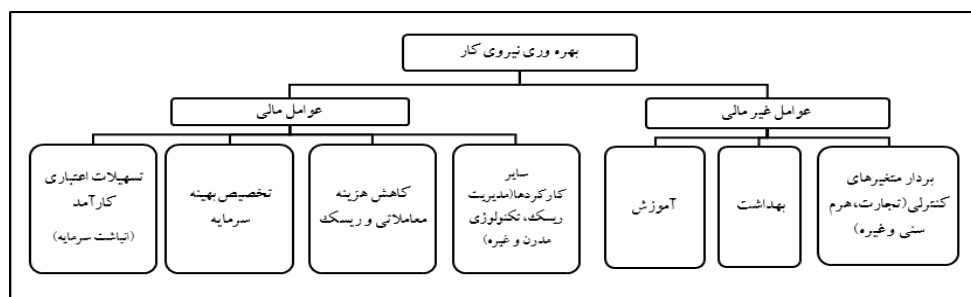 بهره وری نیروی کار
عوامل غیر مالی
عوامل مالی
بردار متغیرهای
کنترلی(تجارت،هرم
سنی وغیره)
بهداشت
آموزش
سایر
کارکردها(مدیریت
ریسک، تکنولوژی
مدرن و غیره)
کاهش هزینه
معاملاتی و ریسک
تخصیص بهینه
سرمایه
تسهیلات اعتباری
کارآمد
(انباشت سرمایه)